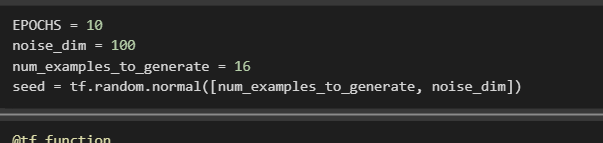 EPOCHS = 10
noise_dim = 100
num_examples_to_generate = 16
seed = tf.random.normal([num_examples_to_generate, noise_dim])
@tf.function